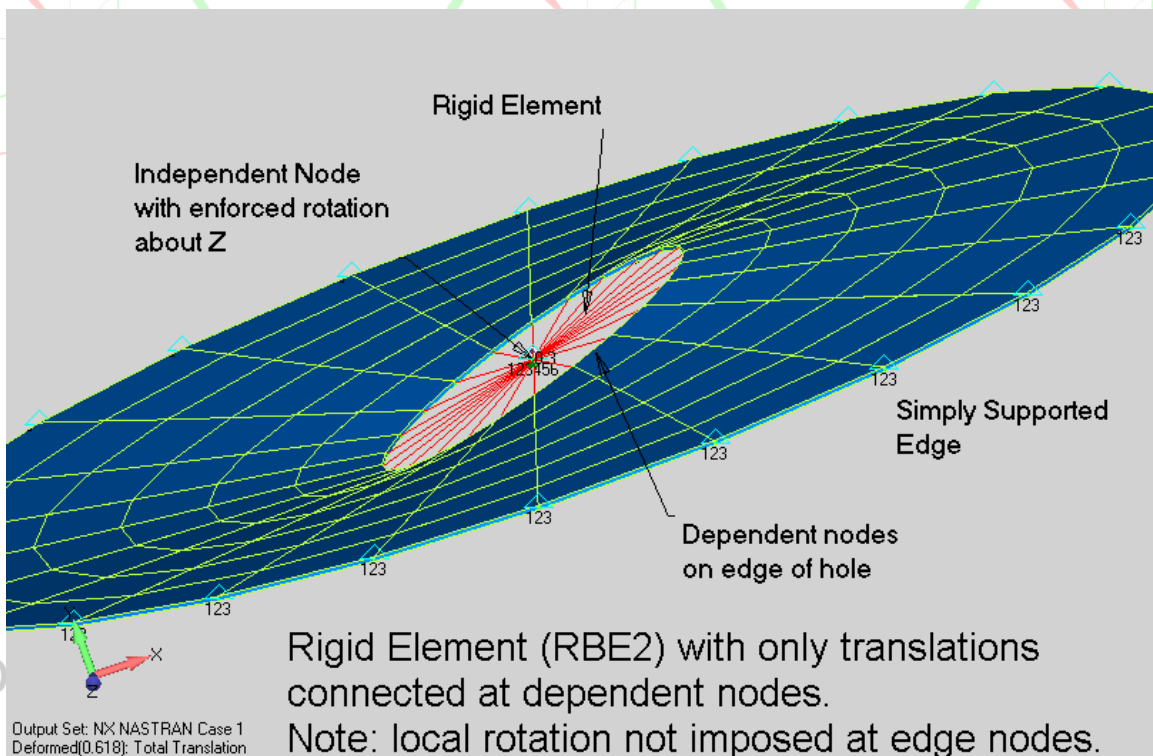 Rigid Element
Independent Node
with enforced rotation
about Z
123
123
123456
123
Simply Supported
Edge
123
123
Dependent nodes
on edge of hole
123
123
X
Z
Rigid Element (RBE2) with only translations
connected at dependent nodes.
Note: local rotation not imposed at edge nodes.
Output Set: NX NASTRAN Case 1
Deformed(0.618): Total Translation